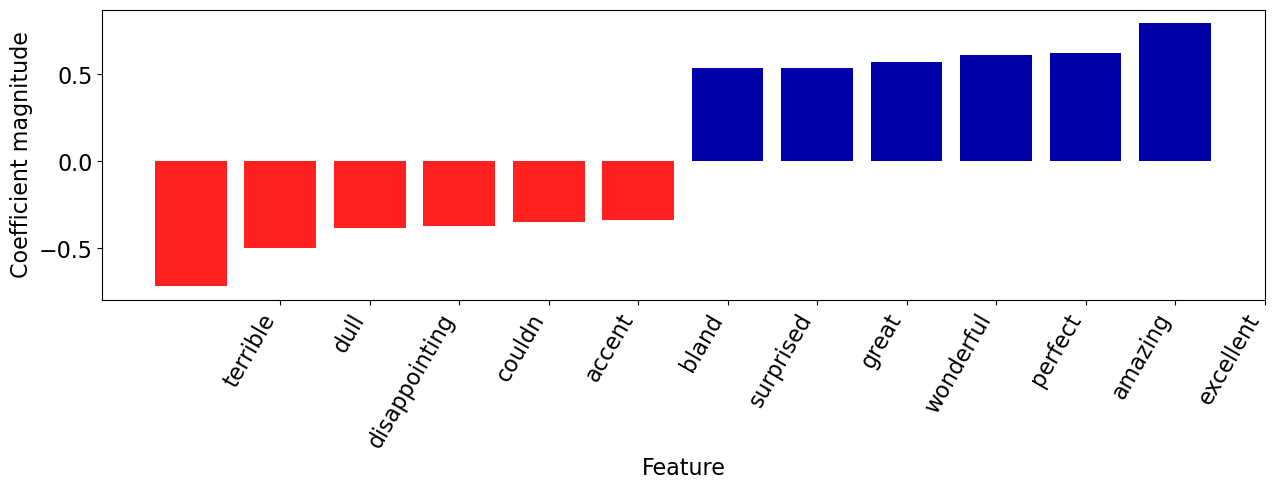 Coefficient magnitude
0.5
0.0
−0.5
terrible
dull
disappointing
couldn
accent
bland
surprised
great
wonderful
perfect
amazing
excellent
Feature